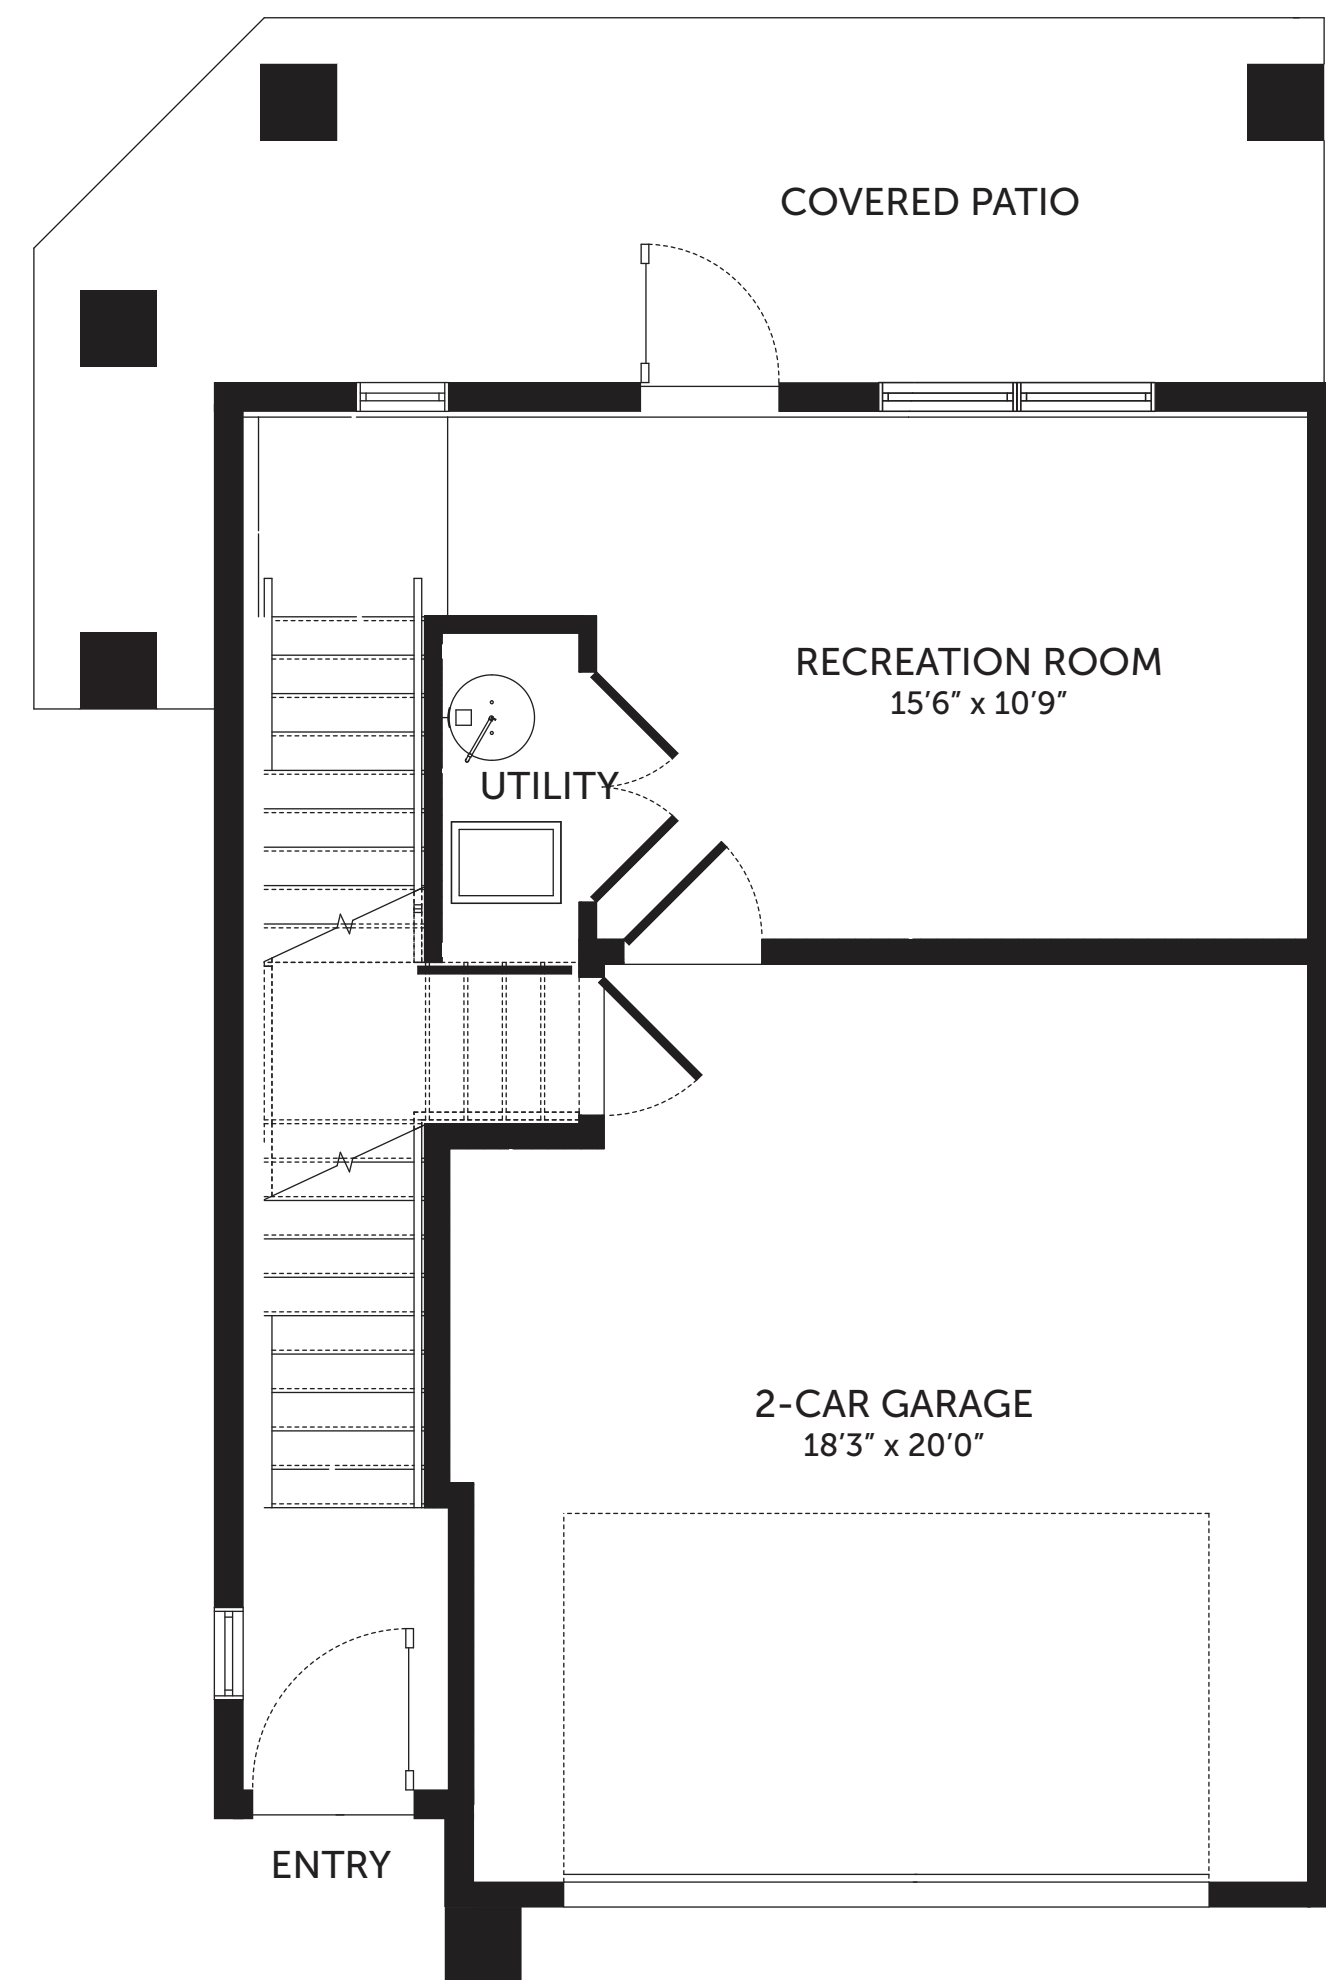 COVERED PATIO
RECREATION ROOM
15’6” x 10’9”
UTILITY
2-CAR GARAGE
18’3” x 20’0”
ENTRY